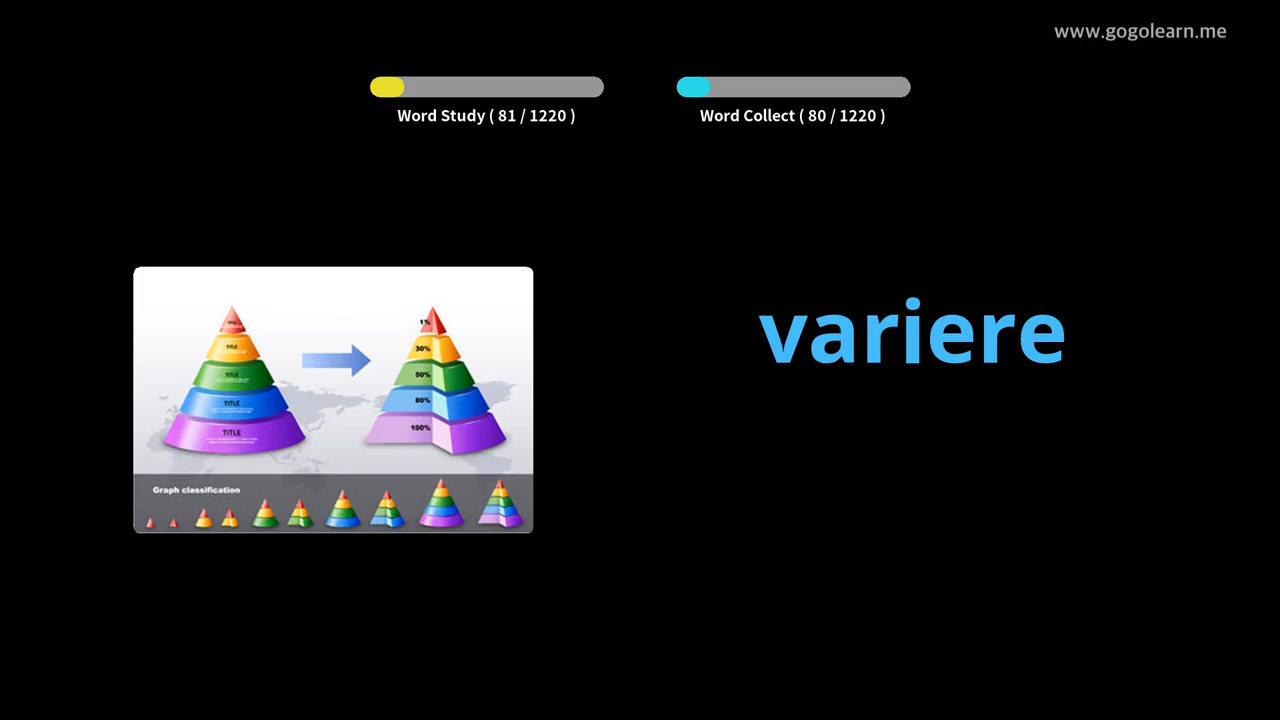 www.gogolearn.me
Word Study ( 81 / 1220 )
Word Collect ( 80 / 1220 )
variere
TITLE
TITLE
TITLE
TITLE
1%
30%
50%
80%
100%
Graph classification